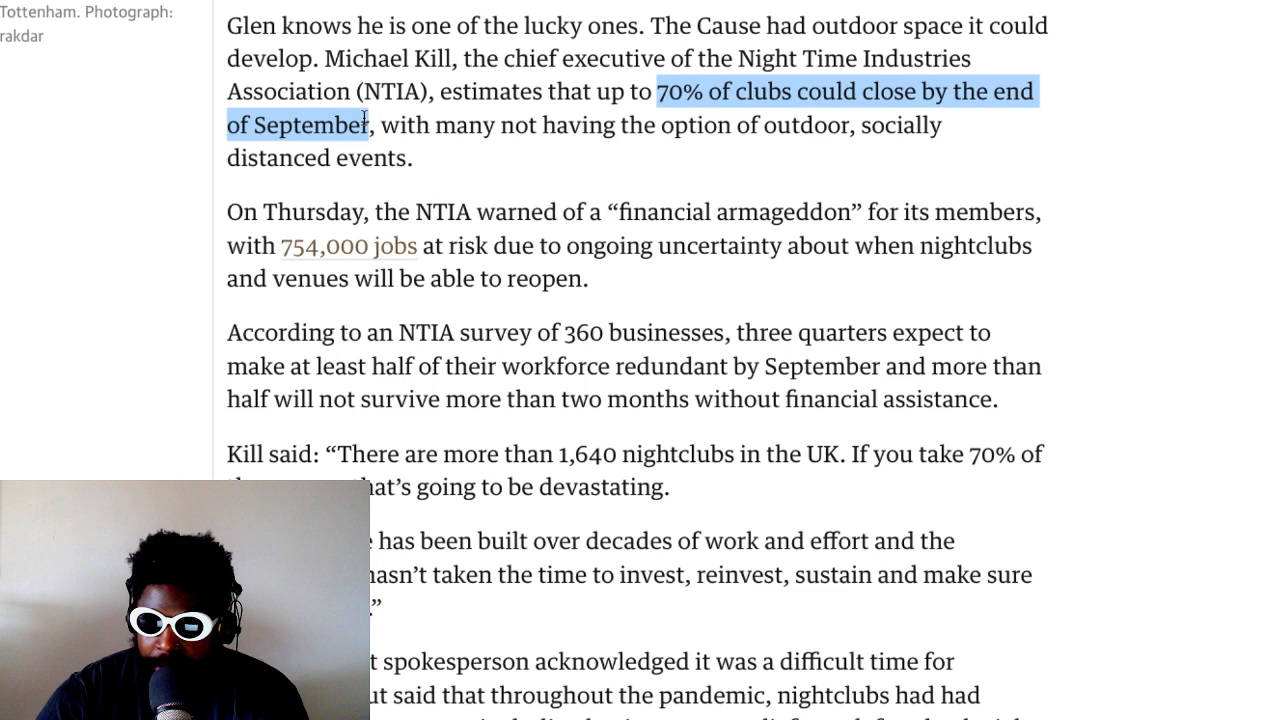 Tottenham. Photograph:
rakdar
Glen knows he is one of the lucky ones. The Cause had outdoor space it could
develop. Michael Kill, the chief executive of the Night Time Industries
Association (NTIA), estimates that up to 70% of clubs could close by the end
of September, with many not having the option of outdoor, socially
distanced events.
On Thursday, the NTIA warned of a “financial armageddon” for its members,
with 754,000 jobs at risk due to ongoing uncertainty about when nightclubs
and venues will be able to reopen.
According to an NTIA survey of 360 businesses, three quarters expect to
make at least half of their workforce redundant by September and more than
half will not survive more than two months without financial assistance.
Kill said: “There are more than 1,640 nightclubs in the UK. If you take 70% of
that’s going to be devastating.
has been built over decades of work and effort and the
hasn’t taken the time to invest, reinvest, sustain and make sure
.”
spokesperson acknowledged it was a difficult time for
but said that throughout the pandemic, nightclubs had had